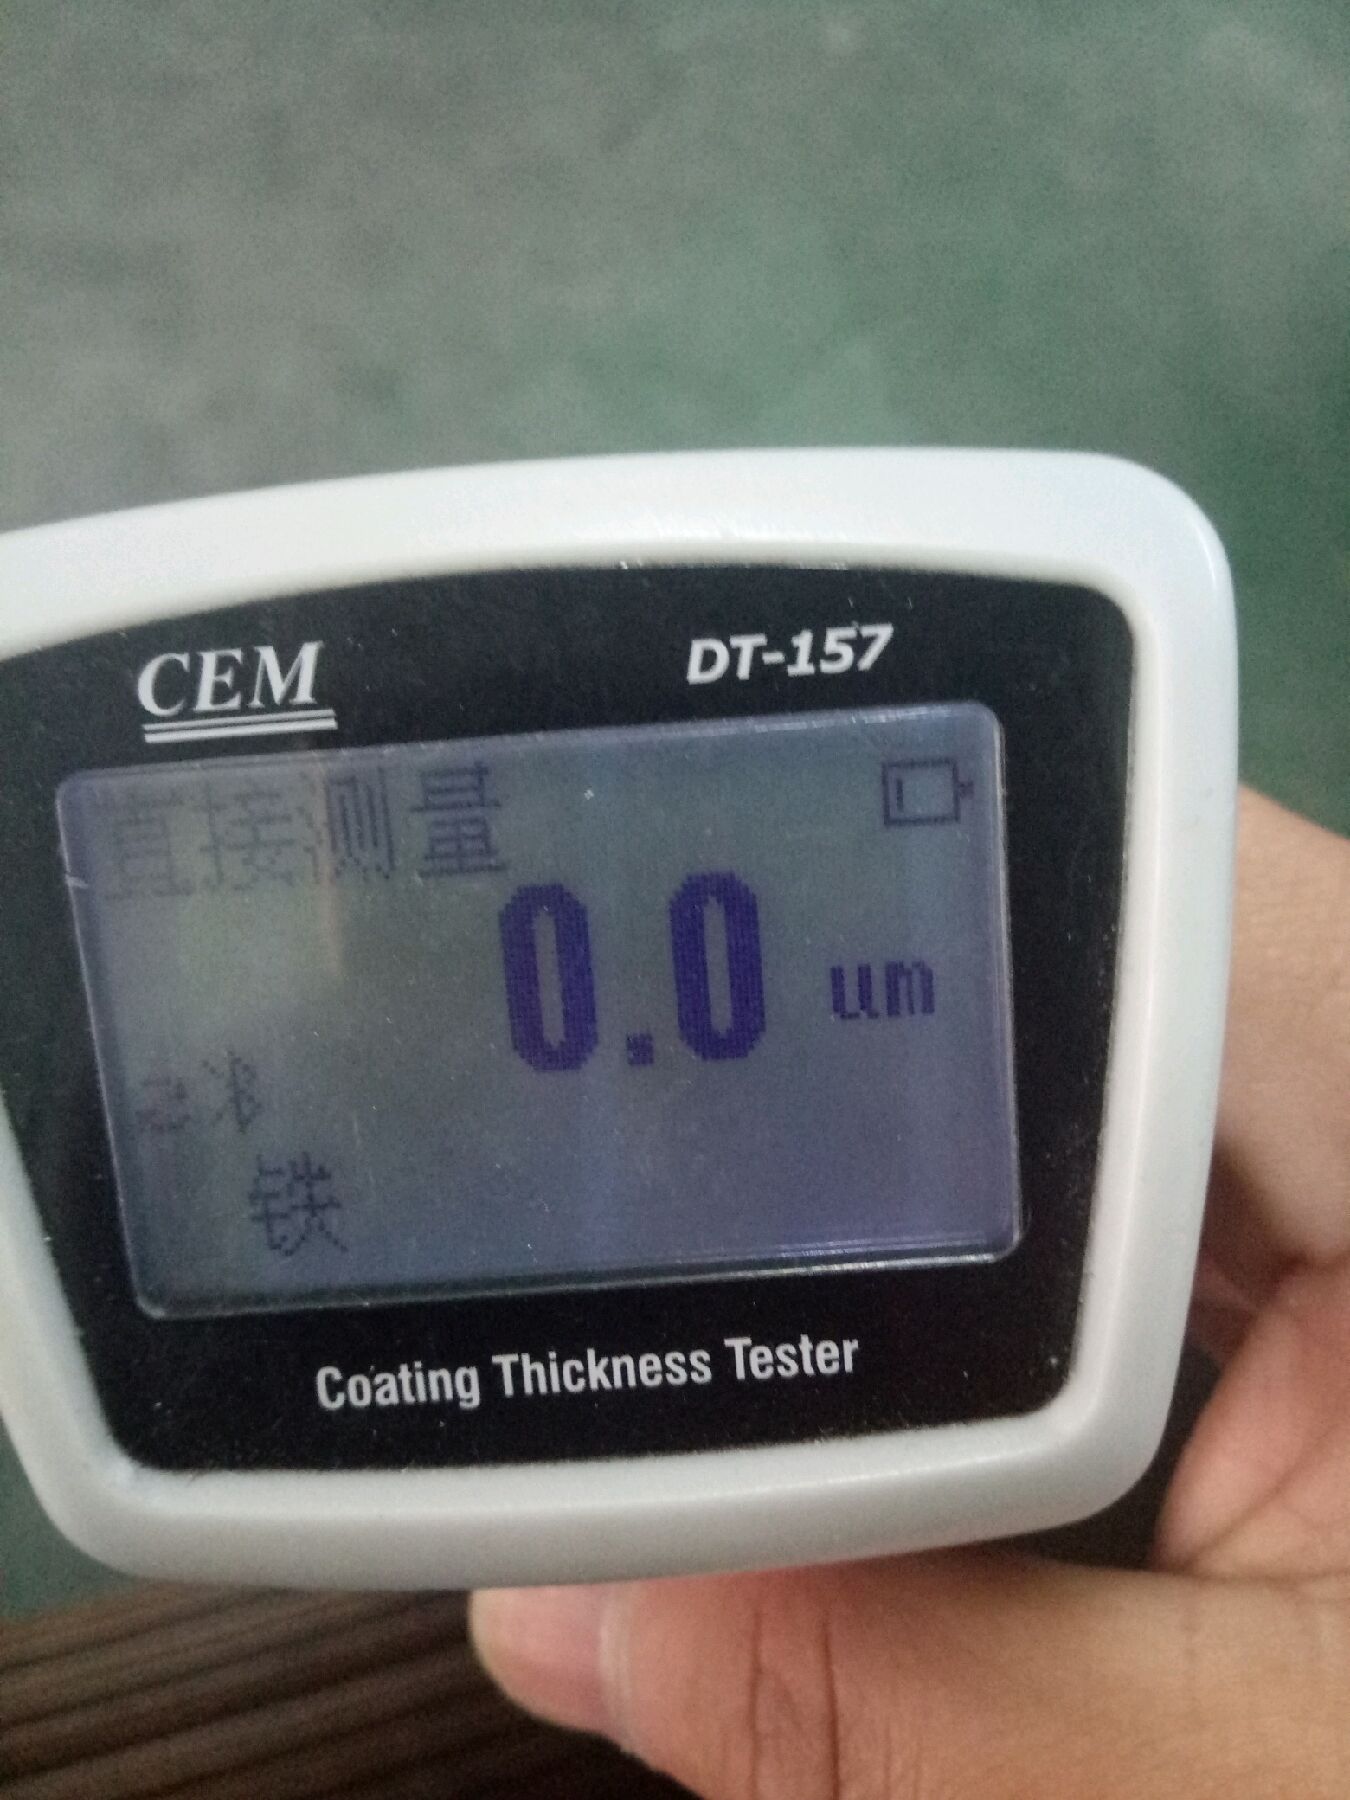 CEM
DT-157
直接测量
0.0 um
铁
Coating Thickness Tester